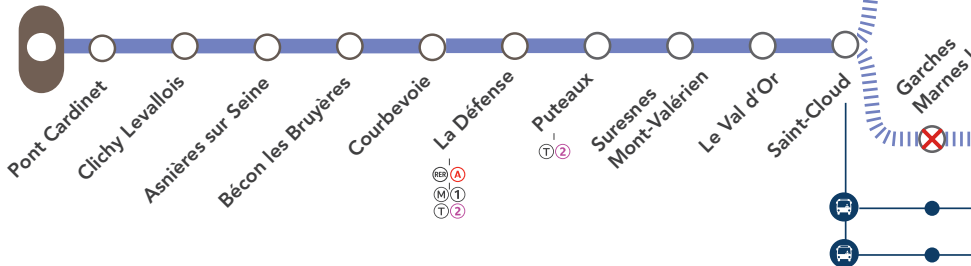 Pont Cardinet
Clichy Levallois
Asnières sur Seine
Bécon les Bruyères
Courbevoie
La Défense
RER A
M 1
T 2
Puteaux
T 2
Suresnes
Mont-Valérien
Le Val d'Or
Saint-Cloud
Garches
Marnes